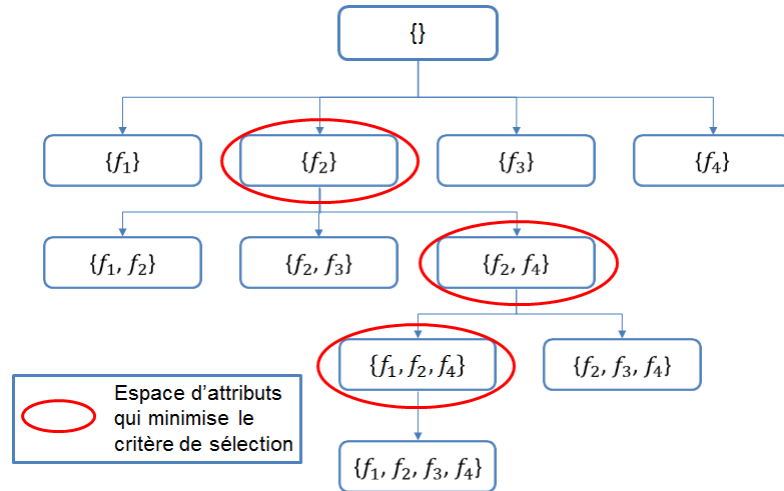 {}
{f₁}
{f₂}
{f₃}
{f₄}
{f₁, f₂}
{f₂, f₃}
{f₂, f₄}
{f₁, f₂, f₄}
{f₂, f₃, f₄}
Espace d'attributs
qui minimise le
critère de sélection
{f₁, f₂, f₃, f₄}